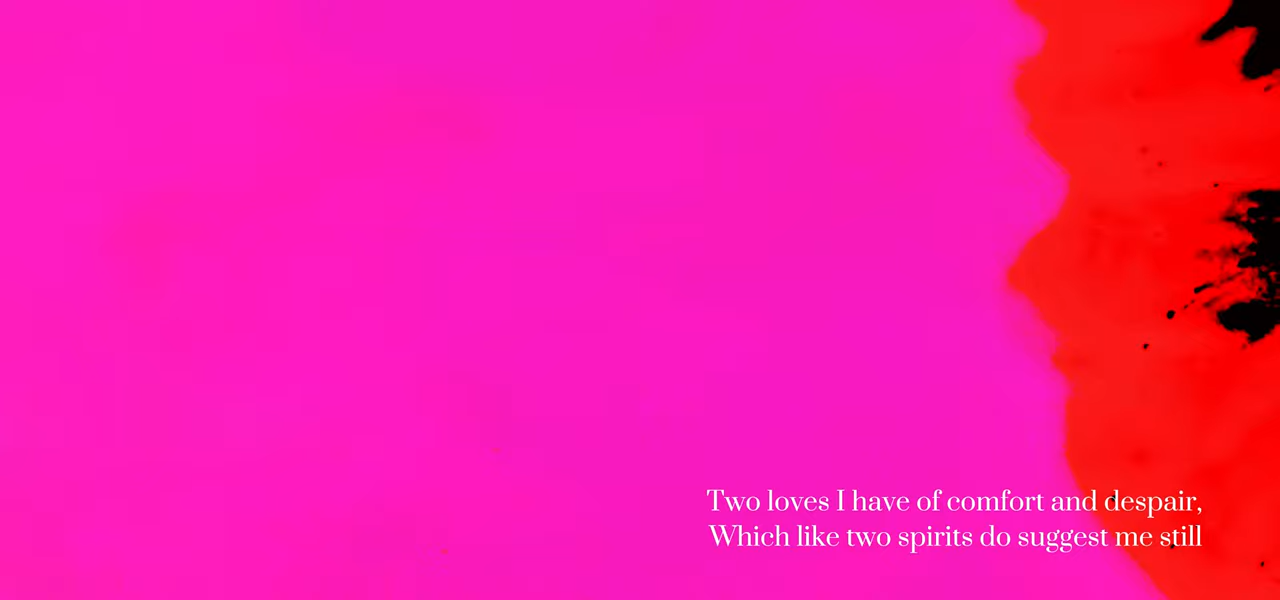 Two loves I have of comfort and despair,
Which like two spirits do suggest me still